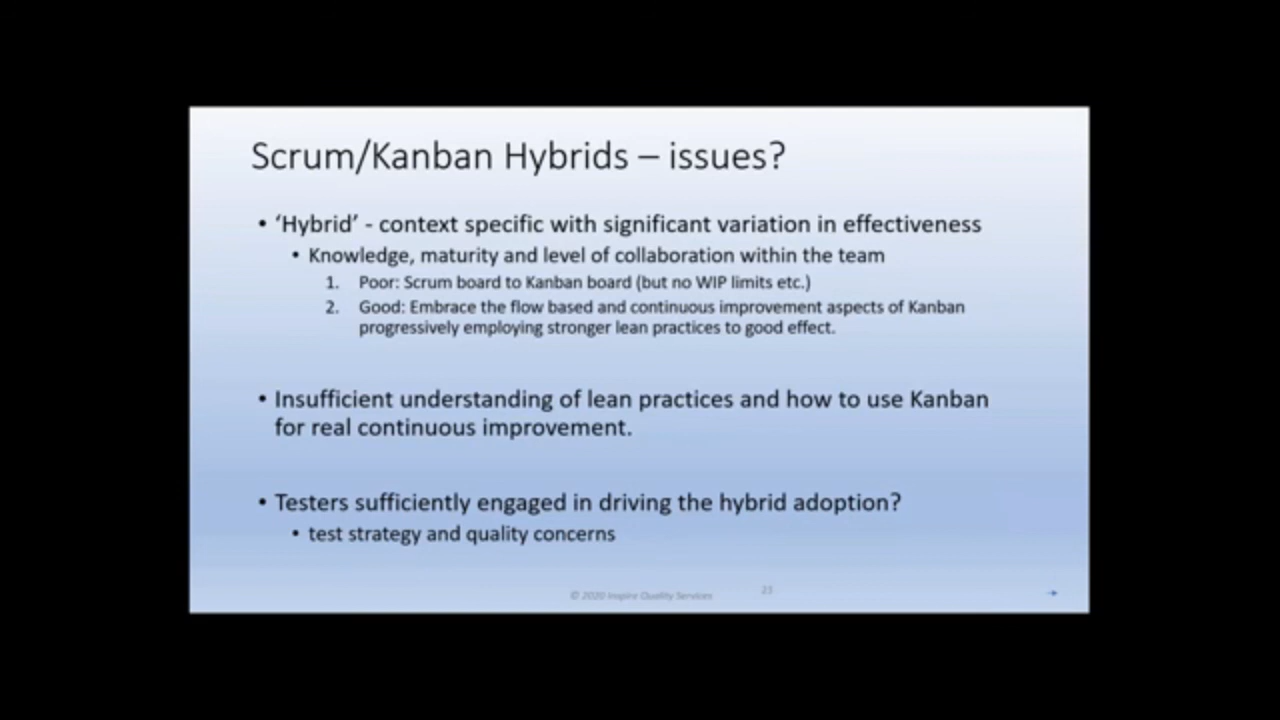 Scrum/Kanban Hybrids – issues?
• ‘Hybrid’ - context specific with significant variation in effectiveness
• Knowledge, maturity and level of collaboration within the team
1. Poor: Scrum board to Kanban board (but no WIP limits etc.)
2. Good: Embrace the flow based and continuous improvement aspects of Kanban
progressively employing stronger lean practices to good effect.
• Insufficient understanding of lean practices and how to use Kanban
for real continuous improvement.
• Testers sufficiently engaged in driving the hybrid adoption?
• test strategy and quality concerns
© 2020 Inspire Quality Services
23